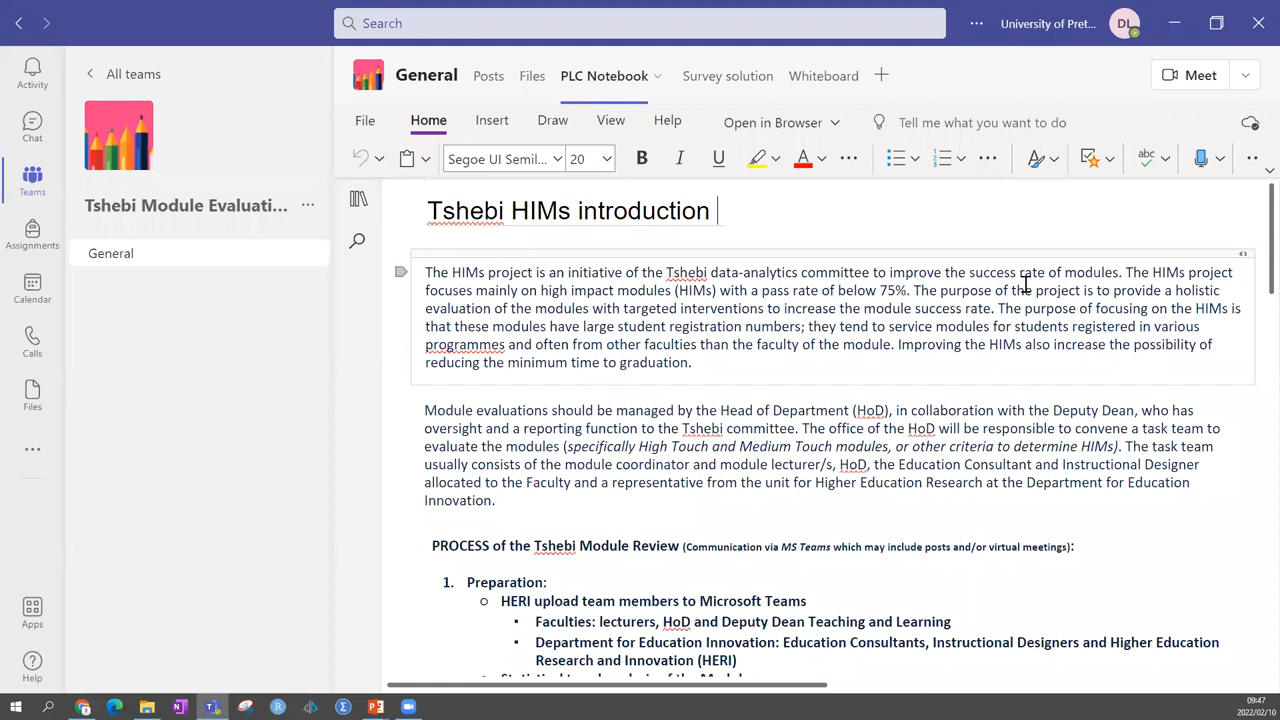 Search
University of Pret...
DL
Activity
Chat
Teams
Assignments
Calendar
Calls
Files
Apps
Help
All teams
Tshebi Module Evaluati...
General
General
Posts
Files
PLC Notebook
Survey solution
Whiteboard
Meet
File
Home
Insert
Draw
View
Help
Open in Browser
Tell me what you want to do
Segoe UI Semil...
20
B
I
U
A
abc
Tshebi HIMs introduction
The HIMs project is an initiative of the Tshebi data-analytics committee to improve the success rate of modules. The HIMs project
focuses mainly on high impact modules (HIMs) with a pass rate of below 75%. The purpose of the project is to provide a holistic
evaluation of the modules with targeted interventions to increase the module success rate. The purpose of focusing on the HIMs is
that these modules have large student registration numbers; they tend to service modules for students registered in various
programmes and often from other faculties than the faculty of the module. Improving the HIMs also increase the possibility of
reducing the minimum time to graduation.
Module evaluations should be managed by the Head of Department (HoD), in collaboration with the Deputy Dean, who has
oversight and a reporting function to the Tshebi committee. The office of the HoD will be responsible to convene a task team to
evaluate the modules (specifically High Touch and Medium Touch modules, or other criteria to determine HIMs). The task team
usually consists of the module coordinator and module lecturer/s, HoD, the Education Consultant and Instructional Designer
allocated to the Faculty and a representative from the unit for Higher Education Research at the Department for Education
Innovation.
PROCESS of the Tshebi Module Review (Communication via MS Teams which may include posts and/or virtual meetings):
1. Preparation:
HERI upload team members to Microsoft Teams
Faculties: lecturers, HoD and Deputy Dean Teaching and Learning
Department for Education Innovation: Education Consultants, Instructional Designers and Higher Education
Research and Innovation (HERI)
09:47
2022/02/10